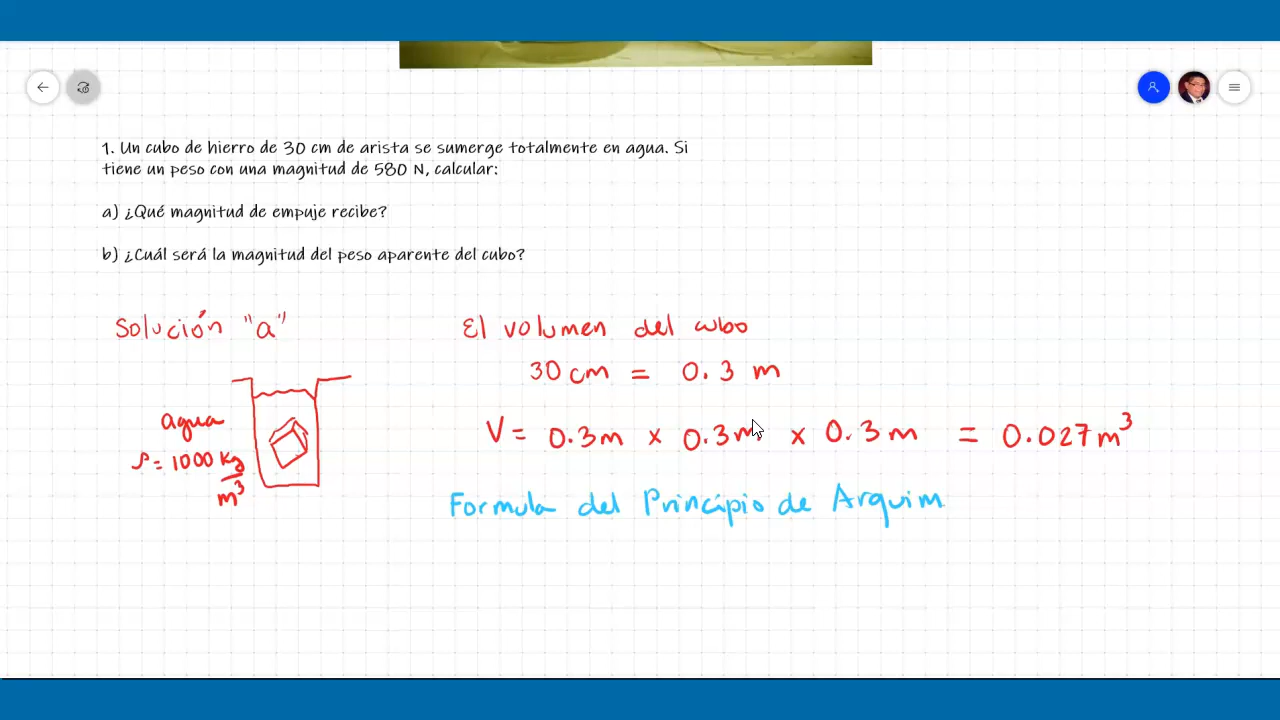 1. Un cubo de hierro de 30 cm de arista se sumerge totalmente en agua. Si
tiene un peso con una magnitud de 580 N, calcular:
a) ¿Qué magnitud de empuje recibe?
b) ¿Cuál será la magnitud del peso aparente del cubo?
Solución "a"
El volumen del cubo
30 cm = 0.3 m
agua
ρ = 1000 Kg/m³
V = 0.3m x 0.3m x 0.3m = 0.027m³
Formula del Principio de Arquim